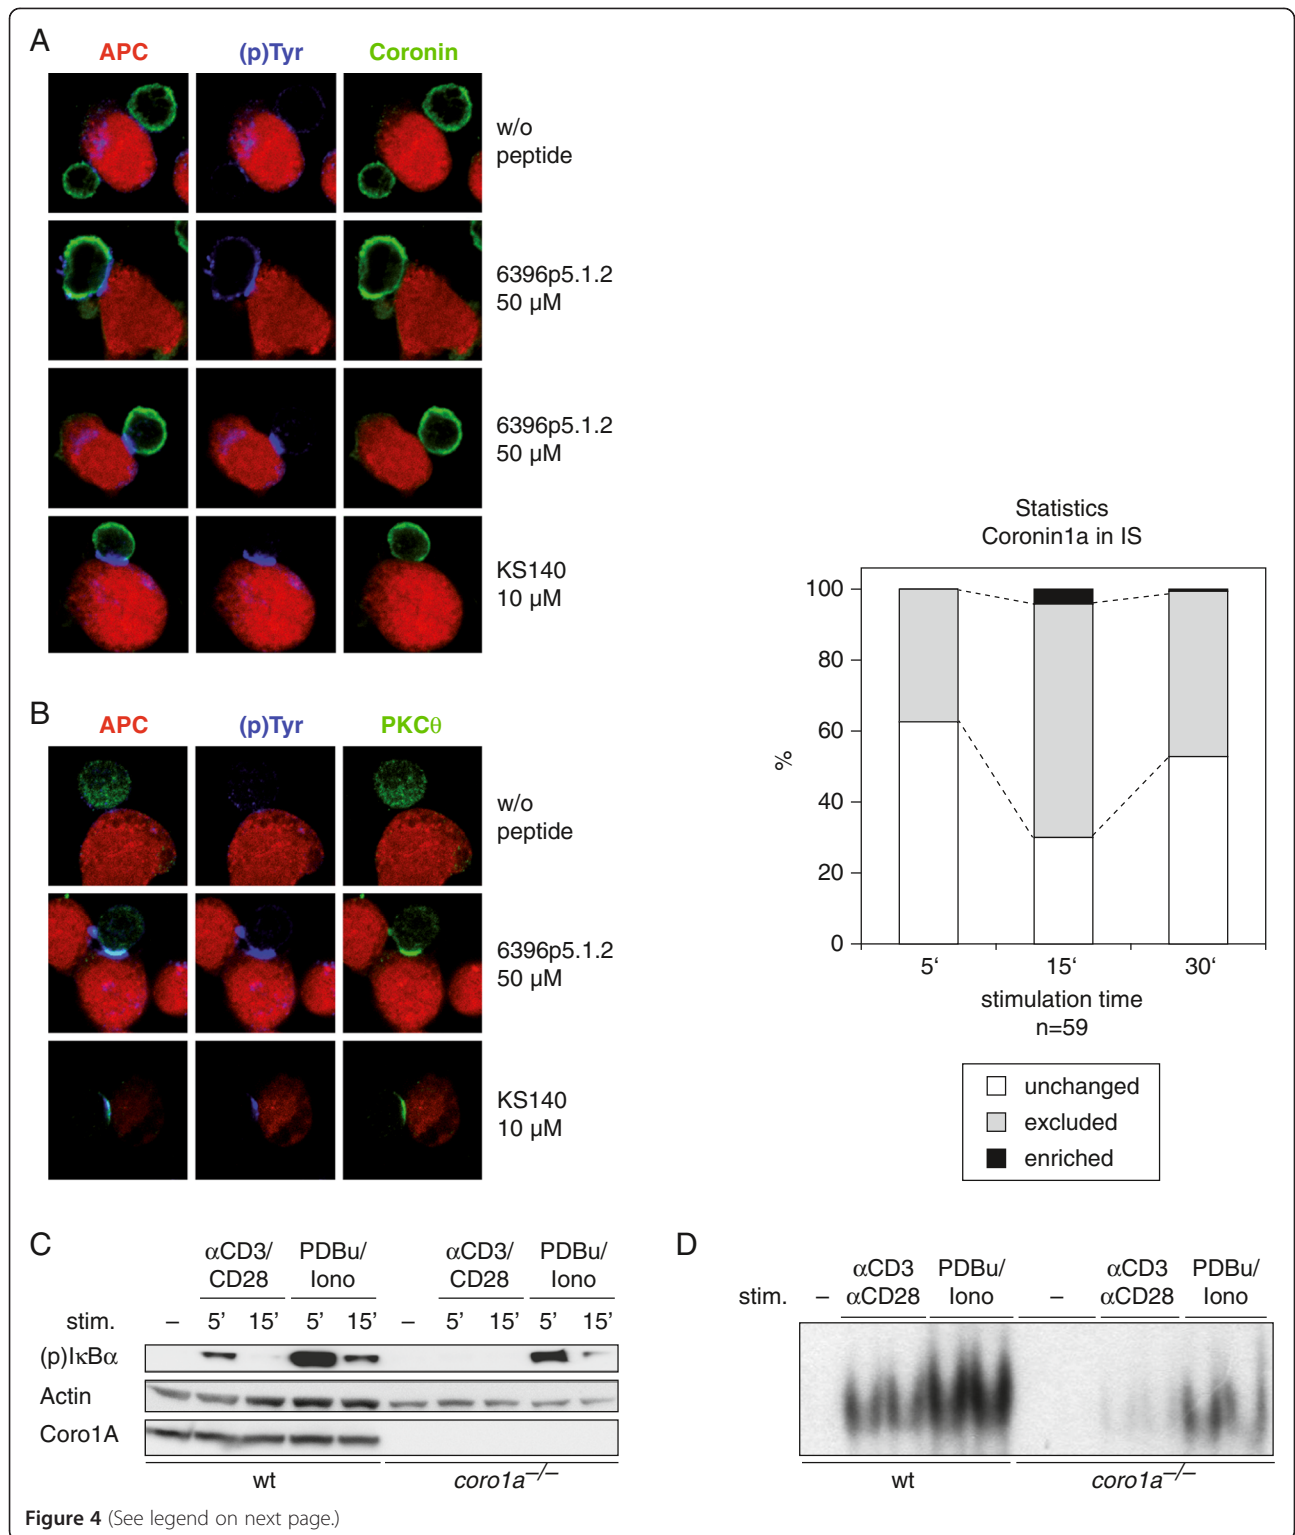 A
APC (p)Tyr Coronin
w/o
peptide
6396p5.1.2
50 µM
6396p5.1.2
50 µM
KS140
10 µM
Statistics
Coronin1a in IS
100
80
60
40
20
0
%
5‘ 15‘ 30‘
stimulation time
n=59
unchanged
excluded
enriched
B
APC (p)Tyr PKCθ
w/o
peptide
6396p5.1.2
50 µM
KS140
10 µM
C
αCD3/ PDBu/ αCD3/ PDBu/
CD28 Iono CD28 Iono
stim. – 5’ 15’ 5’ 15’ – 5’ 15’ 5’ 15’
(p)IκBα
Actin
Coro1A
wt coro1a–/–
D
αCD3 PDBu/ αCD3 PDBu/
stim. – αCD28 Iono – αCD28 Iono
wt coro1a–/–
Figure 4 (See legend on next page.)